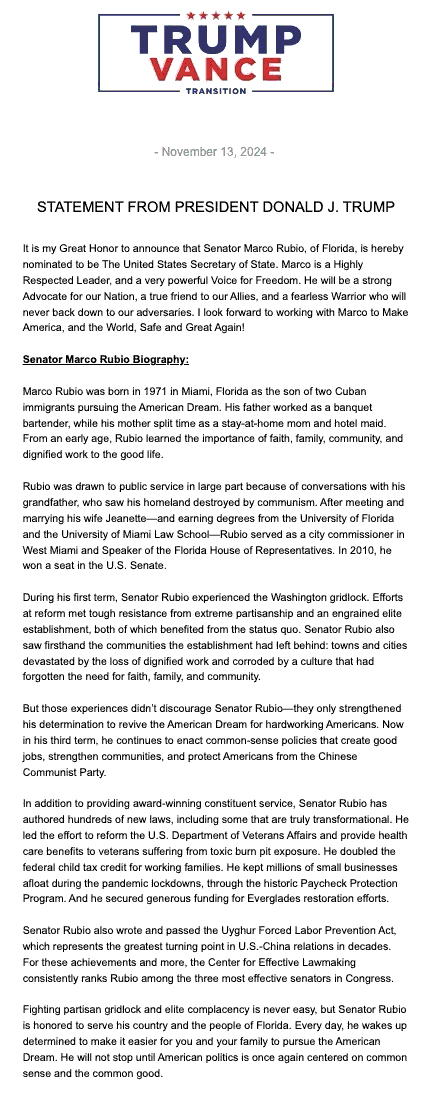 TRUMP
VANCE
TRANSITION
- November 13, 2024 -
STATEMENT FROM PRESIDENT DONALD J. TRUMP
It is my Great Honor to announce that Senator Marco Rubio, of Florida, is hereby
nominated to be The United States Secretary of State. Marco is a Highly
Respected Leader, and a very powerful Voice for Freedom. He will be a strong
Advocate for our Nation, a true friend to our Allies, and a fearless Warrior who will
never back down to our adversaries. I look forward to working with Marco to Make
America, and the World, Safe and Great Again!
Senator Marco Rubio Biography:
Marco Rubio was born in 1971 in Miami, Florida as the son of two Cuban
immigrants pursuing the American Dream. His father worked as a banquet
bartender, while his mother split time as a stay-at-home mom and hotel maid.
From an early age, Rubio learned the importance of faith, family, community, and
dignified work to the good life.
Rubio was drawn to public service in large part because of conversations with his
grandfather, who saw his homeland destroyed by communism. After meeting and
marrying his wife Jeanette—and earning degrees from the University of Florida
and the University of Miami Law School—Rubio served as a city commissioner in
West Miami and Speaker of the Florida House of Representatives. In 2010, he
won a seat in the U.S. Senate.
During his first term, Senator Rubio experienced the Washington gridlock. Efforts
at reform met tough resistance from extreme partisanship and an engrained elite
establishment, both of which benefited from the status quo. Senator Rubio also
saw firsthand the communities the establishment had left behind: towns and cities
devastated by the loss of dignified work and corroded by a culture that had
forgotten the need for faith, family, and community.
But those experiences didn't discourage Senator Rubio—they only strengthened
his determination to revive the American Dream for hardworking Americans. Now
in his third term, he continues to enact common-sense policies that create good
jobs, strengthen communities, and protect Americans from the Chinese
Communist Party.
In addition to providing award-winning constituent service, Senator Rubio has
authored hundreds of new laws, including some that are truly transformational. He
led the effort to reform the U.S. Department of Veterans Affairs and provide health
care benefits to veterans suffering from toxic burn pit exposure. He doubled the
federal child tax credit for working families. He kept millions of small businesses
afloat during the pandemic lockdowns, through the historic Paycheck Protection
Program. And he secured generous funding for Everglades restoration efforts.
Senator Rubio also wrote and passed the Uyghur Forced Labor Prevention Act,
which represents the greatest turning point in U.S.-China relations in decades.
For these achievements and more, the Center for Effective Lawmaking
consistently ranks Rubio among the three most effective senators in Congress.
Fighting partisan gridlock and elite complacency is never easy, but Senator Rubio
is honored to serve his country and the people of Florida. Every day, he wakes up
determined to make it easier for you and your family to pursue the American
Dream. He will not stop until American politics is once again centered on common
sense and the common good.